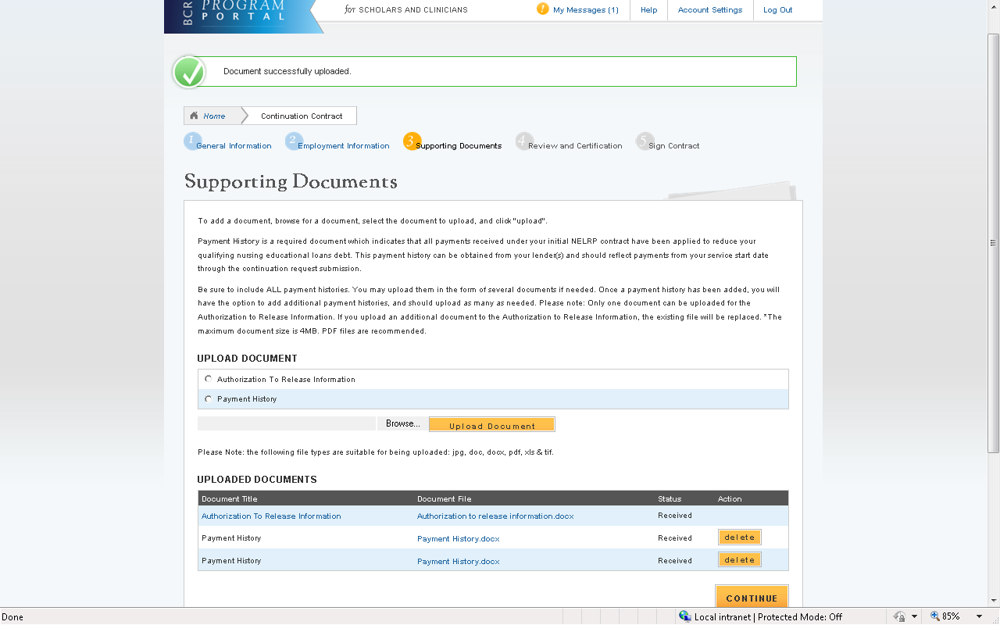 BCR PROGRAM PORTAL
for SCHOLARS AND CLINICIANS
! My Messages (1) Help Account Settings Log Out
Document successfully uploaded.
Home Continuation Contract
1 General Information 2 Employment Information 3 Supporting Documents 4 Review and Certification 5 Sign Contract
Supporting Documents
To add a document, browse for a document, select the document to upload, and click "upload".
Payment History is a required document which indicates that all payments received under your initial NELRP contract have been applied to reduce your
qualifying nursing educational loans debt. This payment history can be obtained from your lender(s) and should reflect payments from your service start date
through the continuation request submission.
Be sure to include ALL payment histories. You may upload them in the form of several documents if needed. Once a payment history has been added, you will
have the option to add additional payment histories, and should upload as many as needed. Please note: Only one document can be uploaded for the
Authorization to Release Information. If you upload an additional document to the Authorization to Release Information, the existing file will be replaced. *The
maximum document size is 4MB. PDF files are recommended.
UPLOAD DOCUMENT
Authorization To Release Information
Payment History
Browse... Upload Document
Please Note: the following file types are suitable for being uploaded: jpg, doc, docx, pdf, xls & tif.
UPLOADED DOCUMENTS
Document Title Document File Status Action
Authorization To Release Information Authorization to release information.docx Received
Payment History Payment History.docx Received delete
Payment History Payment History.docx Received delete
CONTINUE
Done Local intranet | Protected Mode: Off 85%